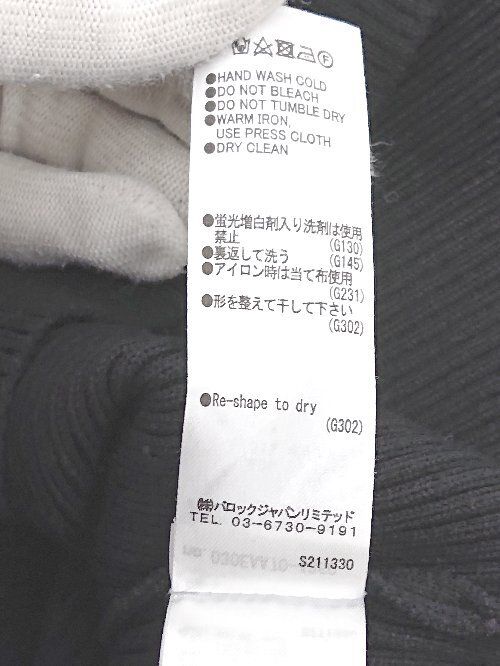 F
●HAND WASH COLD
●DO NOT BLEACH
●DO NOT TUMBLE DRY
●WARM IRON,
USE PRESS CLOTH
●DRY CLEAN
●蛍光増白剤入り洗剤は使用
禁止 (G130)
●裏返して洗う (G145)
●アイロン時は当て布使用
(G231)
●形を整えて干して下さい
(G302)
●Re-shape to dry
(G302)
㈱バロックジャパンリミテッド
TEL. 03-6730-9191
S211330